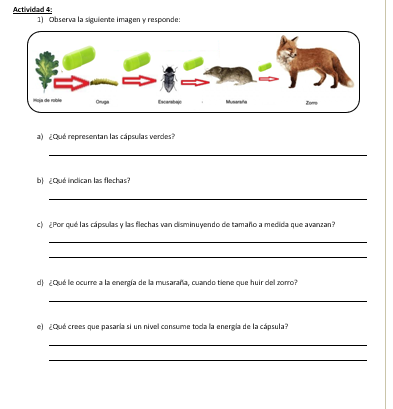 Actividad 4:
1) Observa la siguiente imagen y responde:
Hoja de roble
Oruga
Escarabajo
Musaraña
Zorro
a) ¿Qué representan las cápsulas verdes?
b) ¿Qué indican las flechas?
c) ¿Por qué las cápsulas y las flechas van disminuyendo de tamaño a medida que avanzan?
d) ¿Qué le ocurre a la energía de la musaraña, cuando tiene que huir del zorro?
e) ¿Qué crees que pasaría si un nivel consume toda la energía de la cápsula?